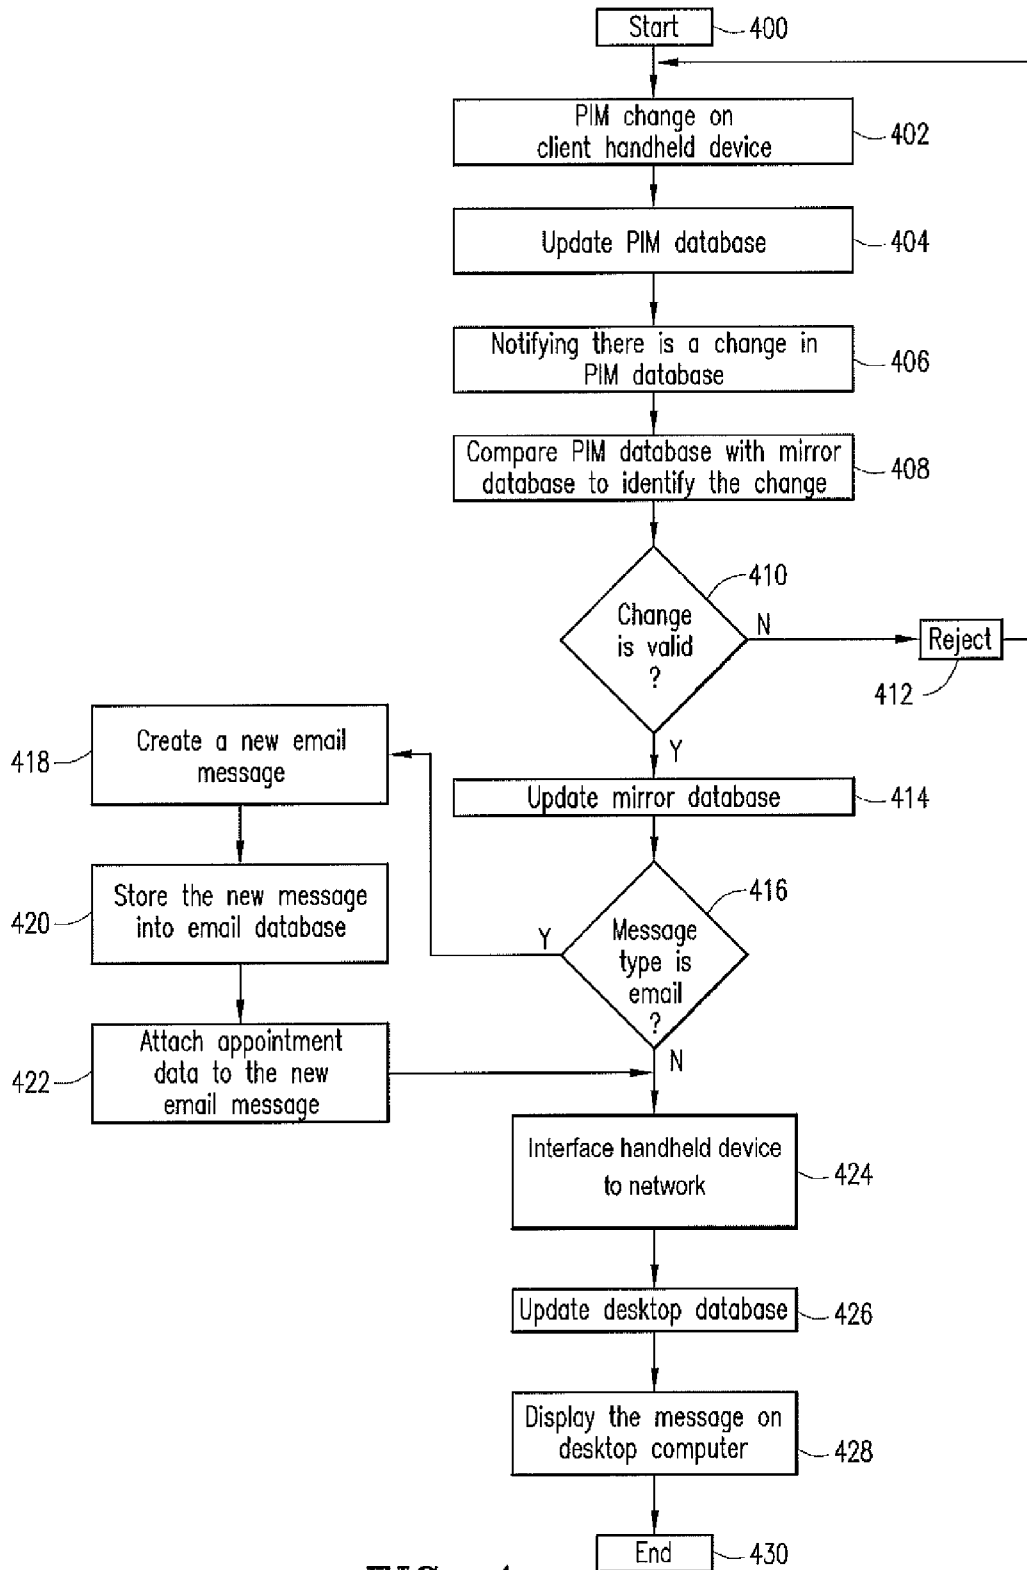 Start
400
PIM change on
client handheld device
402
Update PIM database
404
Notifying there is a change in
PIM database
406
Compare PIM database with mirror
database to identify the change
408
410
Change
is valid
?
N
Reject
412
Y
Create a new email
message
418
Update mirror database
414
416
Store the new message
into email database
420
Message
type is
email
?
Y
N
Attach appointment
data to the new
email message
422
Interface handheld device
to network
424
Update desktop database
426
Display the message on
desktop computer
428
End
430